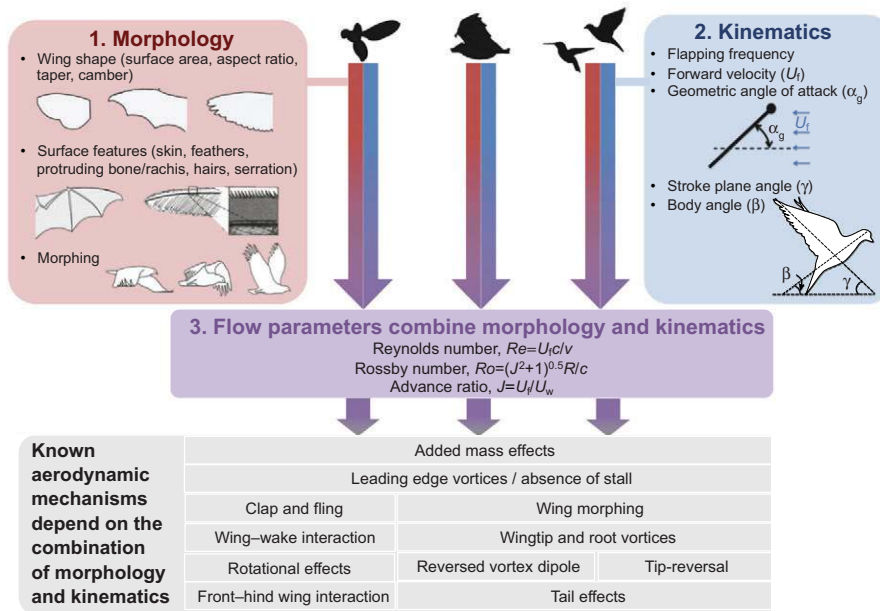 1. Morphology
• Wing shape (surface area, aspect ratio,
taper, camber)
• Surface features (skin, feathers,
protruding bone/rachis, hairs, serration)
• Morphing
2. Kinematics
• Flapping frequency
• Forward velocity (Uf)
• Geometric angle of attack (αg)
αg
Uf
• Stroke plane angle (γ)
• Body angle (β)
β
γ
3. Flow parameters combine morphology and kinematics
Reynolds number, Re=Ufc/v
Rossby number, Ro=(J²+1)⁰·⁵R/c
Advance ratio, J=Uf/Uw
Known
aerodynamic
mechanisms
depend on the
combination
of morphology
and kinematics
Added mass effects
Leading edge vortices / absence of stall
Clap and fling
Wing morphing
Wing–wake interaction
Wingtip and root vortices
Rotational effects
Reversed vortex dipole
Tip-reversal
Front–hind wing interaction
Tail effects